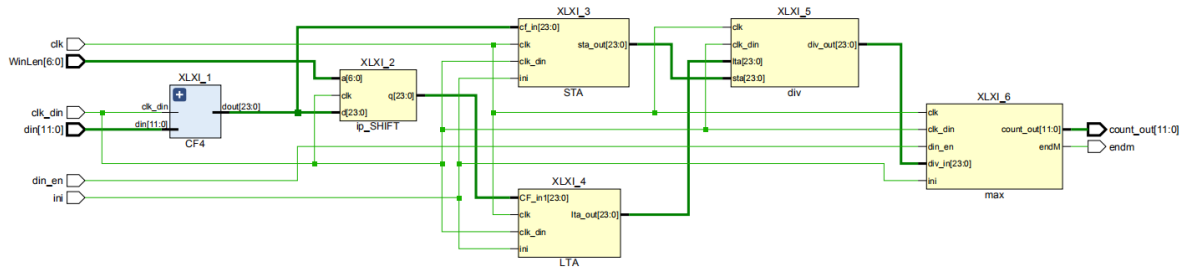 clk
WinLen[6:0]
clk_din
din[11:0]
din_en
ini
XLXI_1
clk_din
din[11:0]
dout[23:0]
CF4
XLXI_2
a[6:0]
clk
d[23:0]
q[23:0]
ip_SHIFT
XLXI_3
cf_in[23:0]
clk
clk_din
ini
sta_out[23:0]
STA
XLXI_4
CF_in1[23:0]
clk
clk_din
ini
lta_out[23:0]
LTA
XLXI_5
clk
clk_din
lta[23:0]
sta[23:0]
div_out[23:0]
div
XLXI_6
clk
clk_din
din_en
div_in[23:0]
ini
count_out[11:0]
endM
max
count_out[11:0]
endm